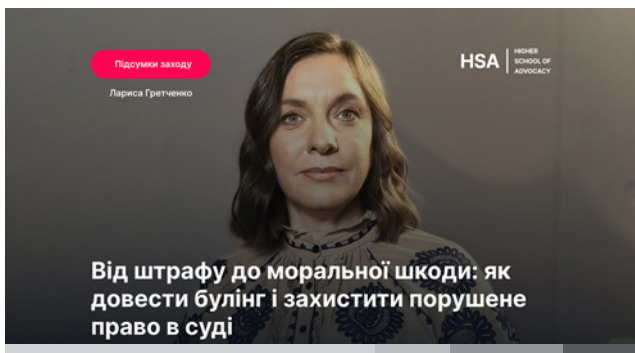 Підсумки заходу
Лариса Гретченко
HSA
HIGHER
SCHOOL OF
ADVOCACY
Від штрафу до моральної шкоди: як
довести булінг і захистити порушене
право в суді